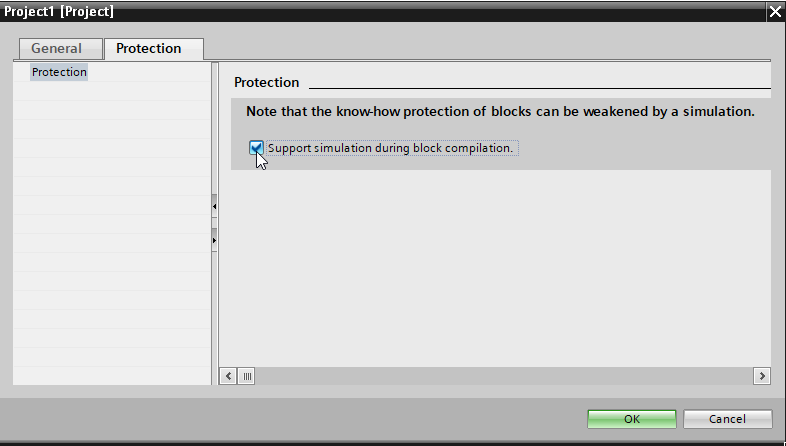 Project1 [Project]
General
Protection
Protection
Protection
Note that the know-how protection of blocks can be weakened by a simulation.
Support simulation during block compilation.
OK
Cancel